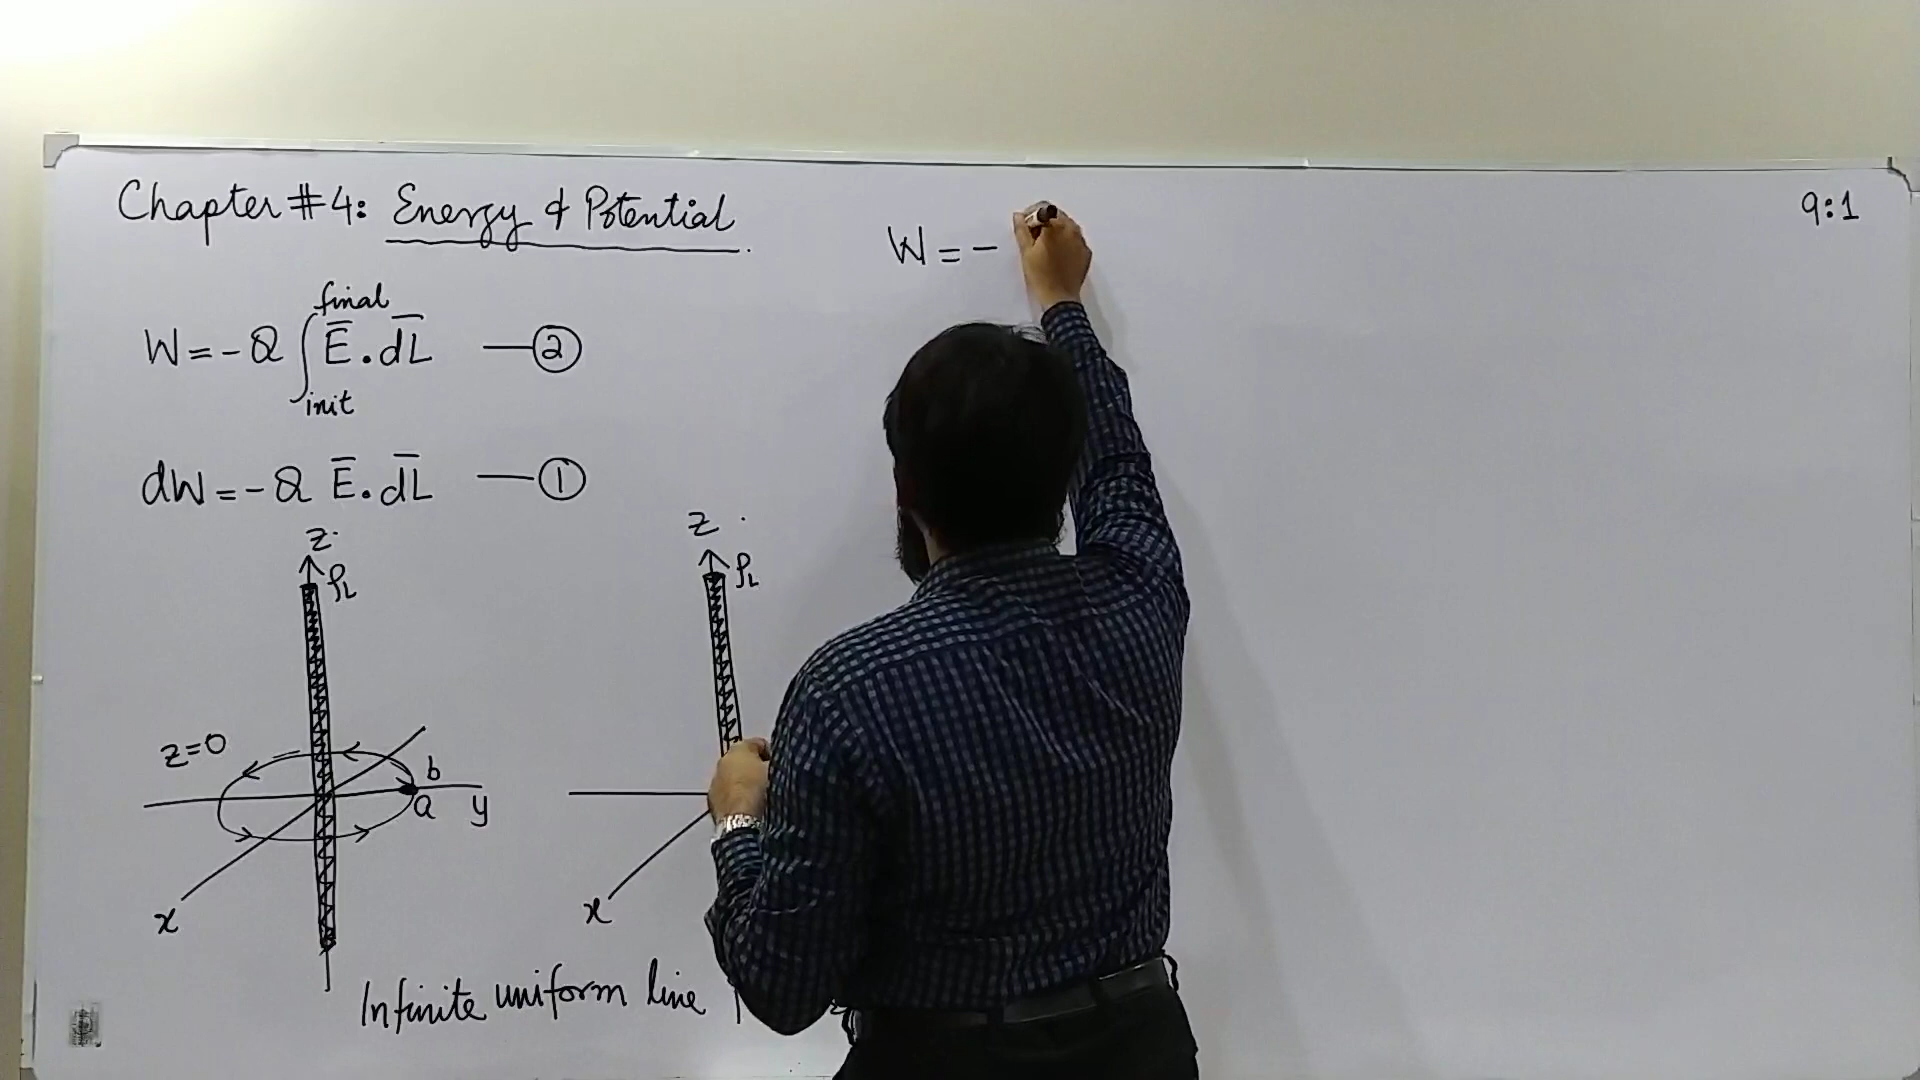 Chapter #4: Energy & Potential
9:1
W = -
final
W = - Q ∫ E̅ . dL̅ —②
init
dW = - Q E̅ . dL̅ —①
z
ρL
z
ρL
z=0
b
a
y
x
x
Infinite uniform line